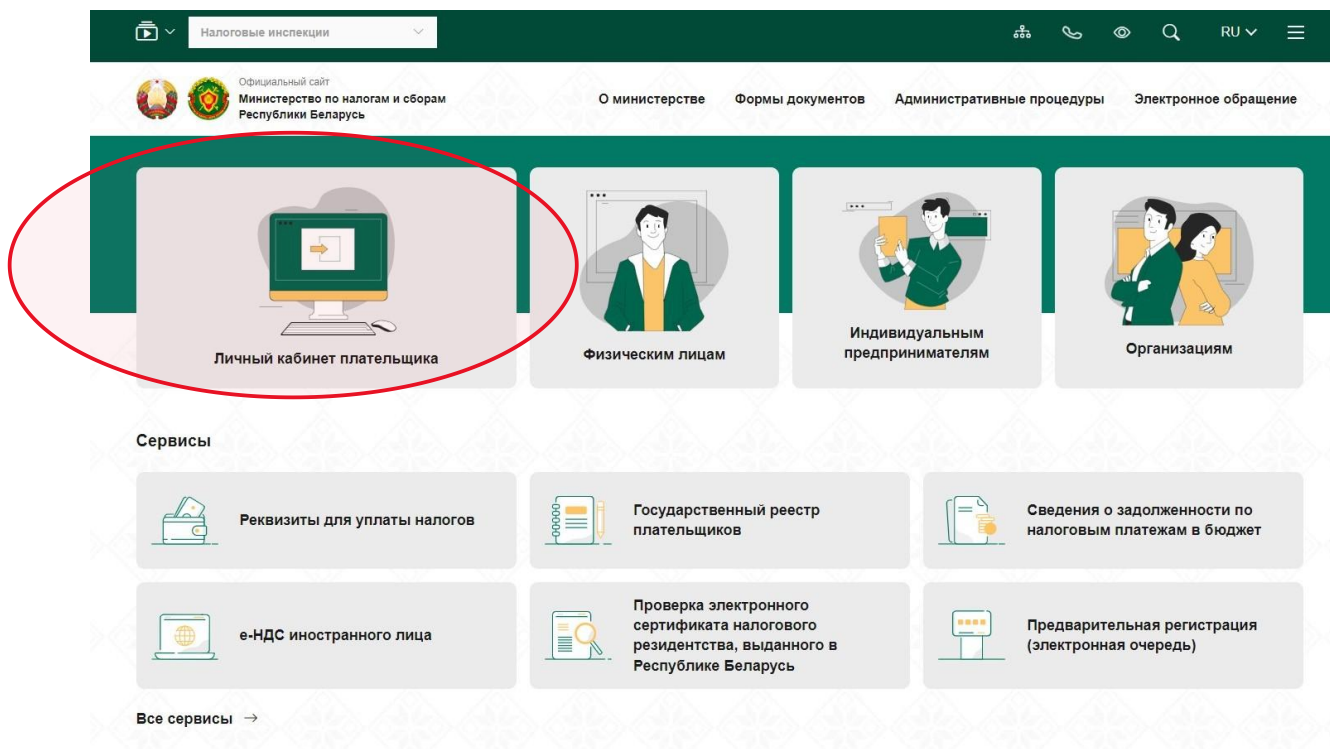 Налоговые инспекции
RU
Официальный сайт
Министерство по налогам и сборам
Республики Беларусь
О министерстве
Формы документов
Административные процедуры
Электронное обращение
Личный кабинет плательщика
Физическим лицам
Индивидуальным
предпринимателям
Организациям
Сервисы
Реквизиты для уплаты налогов
Государственный реестр
плательщиков
Сведения о задолженности по
налоговым платежам в бюджет
е-НДС иностранного лица
Проверка электронного
сертификата налогового
резидентства, выданного в
Республике Беларусь
Предварительная регистрация
(электронная очередь)
Все сервисы →